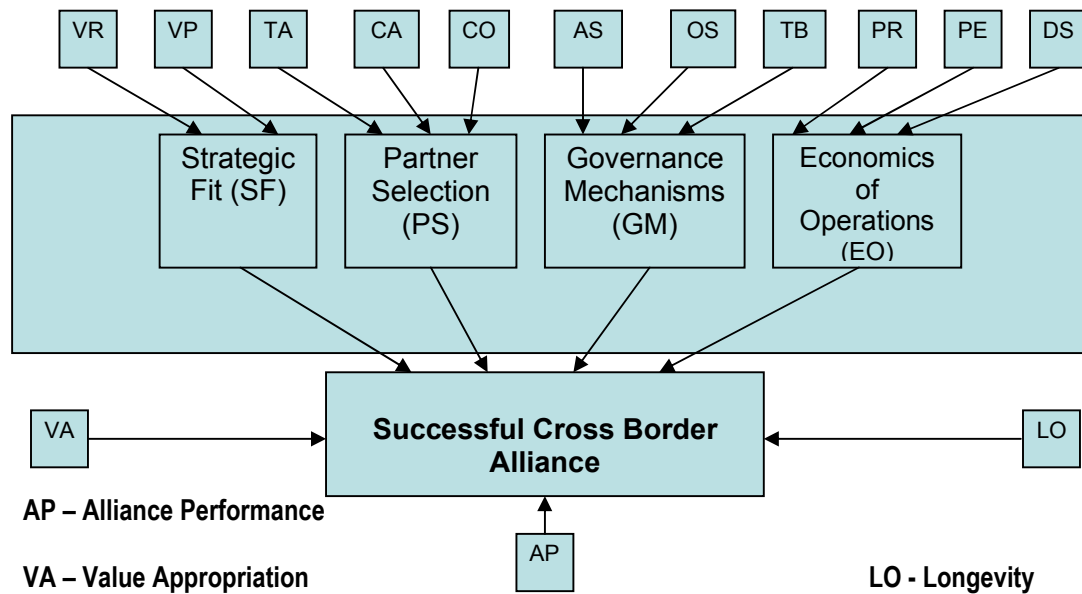 VR VP TA CA CO AS OS TB PR PE DS
Strategic
Fit (SF)
Partner
Selection
(PS)
Governance
Mechanisms
(GM)
Economics
of
Operations
(EO)
Successful Cross Border
Alliance
VA
LO
AP – Alliance Performance
AP
VA – Value Appropriation
LO - Longevity